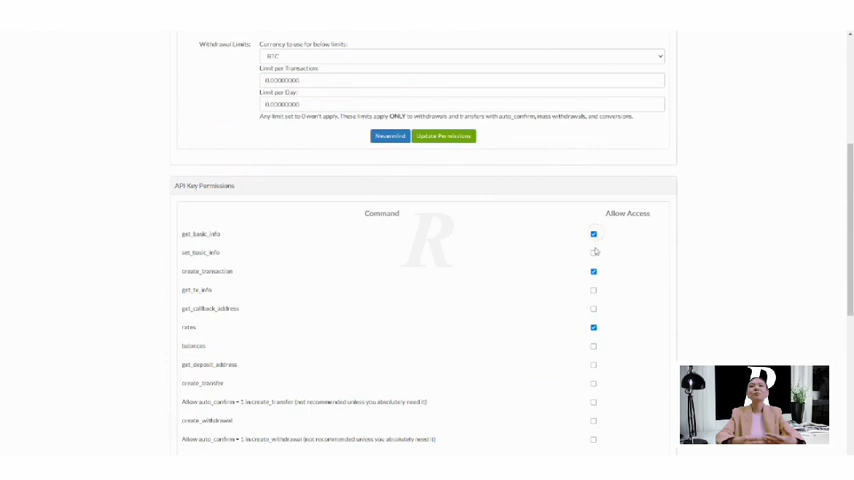 Withdrawal Limits:
Currency to use for below limits:
BTC
Limit per Transaction:
0.00000000
Limit per Day:
0.00000000
Any limit set to 0 won't apply. These limits apply ONLY to withdrawals and transfers with auto_confirm, mass withdrawals, and conversions.
Nevermind Update Permissions
API Key Permissions
Command Allow Access
R
get_basic_info
set_basic_info
create_transaction
get_tx_info
get_callback_address
rates
balances
get_deposit_address
create_transfer
Allow auto_confirm = 1 in create_transfer (not recommended unless you absolutely need it)
create_withdrawal
Allow auto_confirm = 1 in create_withdrawal (not recommended unless you absolutely need it)